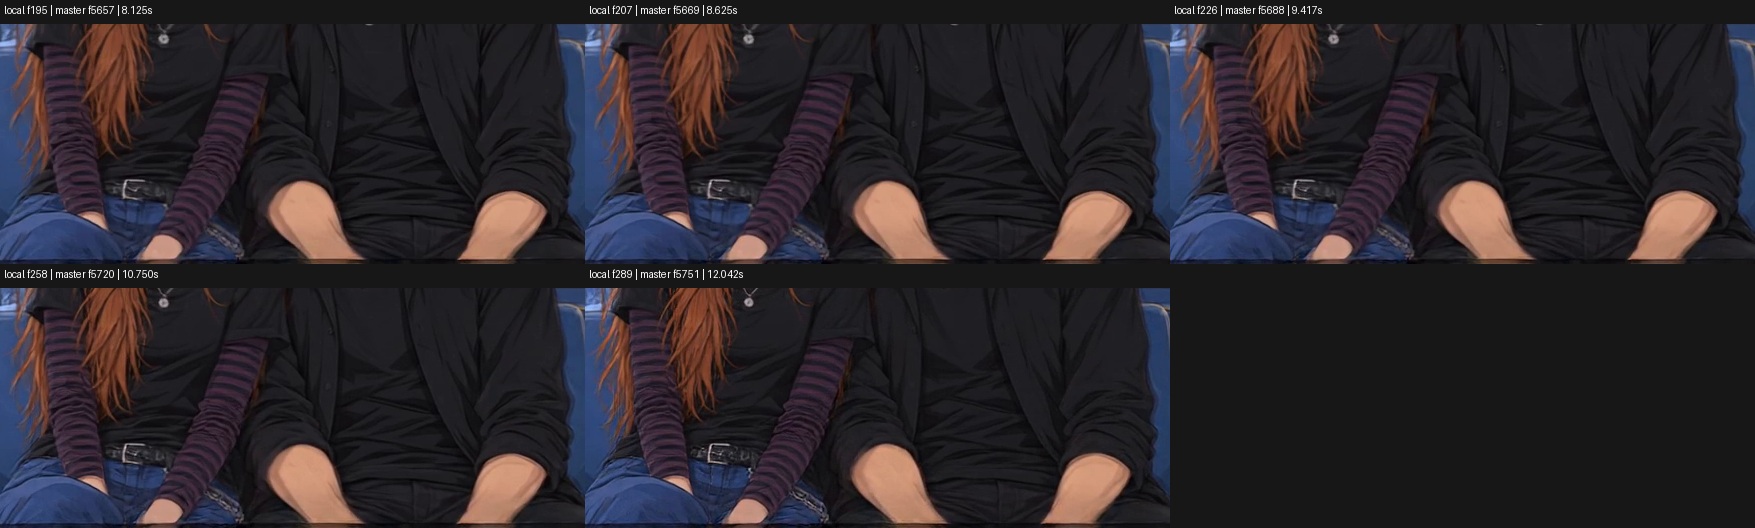 local f195 | master f5657 | 8.125s
local f207 | master f5669 | 8.625s
local f226 | master f5688 | 9.417s
local f258 | master f5720 | 10.750s
local f289 | master f5751 | 12.042s